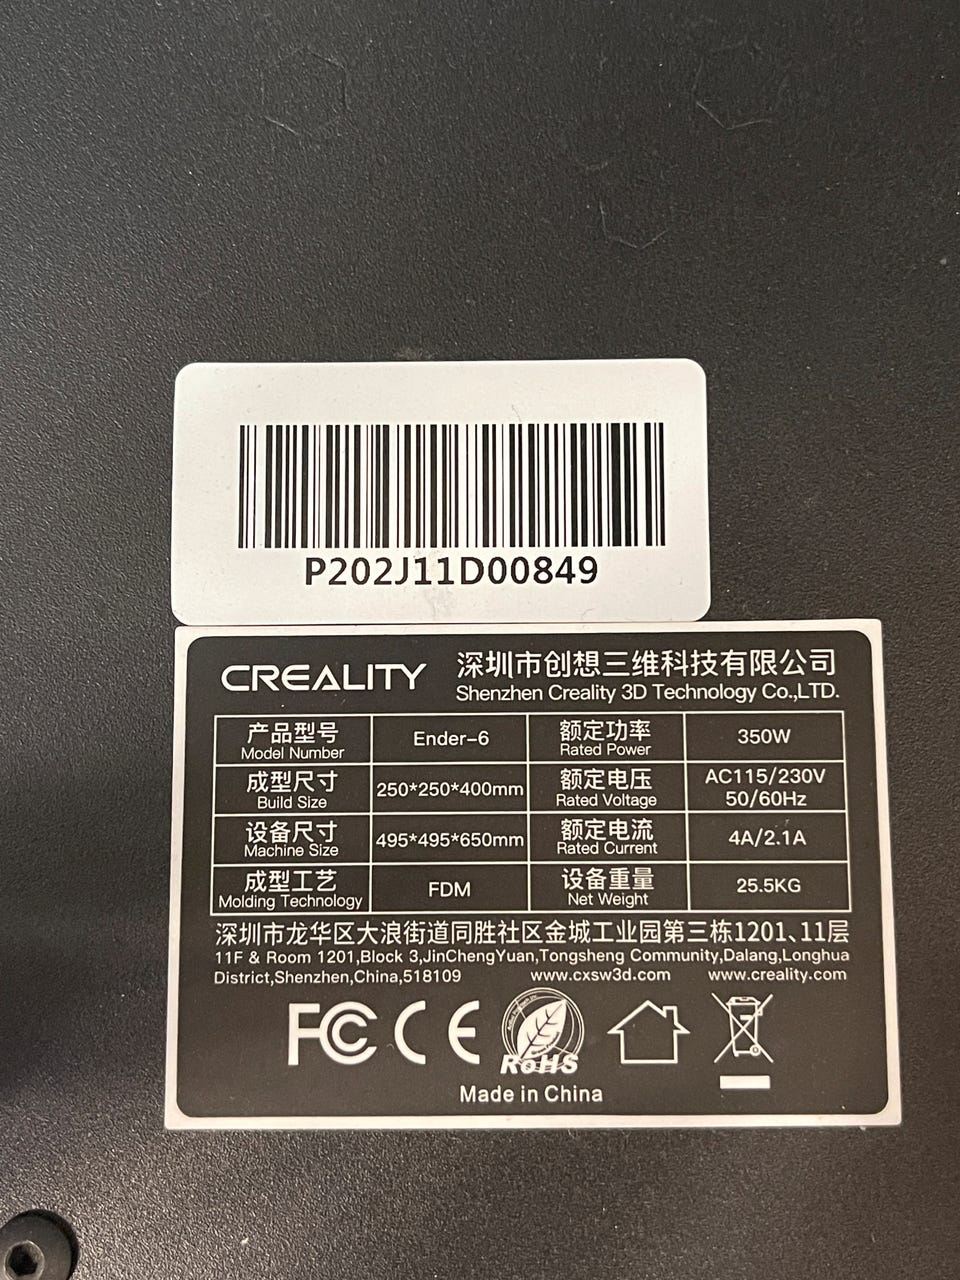 P202J11D00849
CREALITY 深圳市创想三维科技有限公司
Shenzhen Creality 3D Technology Co.,LTD.
产品型号 Ender-6 额定功率 350W
Model Number Rated Power
成型尺寸 250*250*400mm 额定电压 AC115/230V
Build Size Rated Voltage 50/60Hz
设备尺寸 495*495*650mm 额定电流 4A/2.1A
Machine Size Rated Current
成型工艺 FDM 设备重量 25.5KG
Molding Technology Net Weight
深圳市龙华区大浪街道同胜社区金城工业园第三栋1201、11层
11F & Room 1201,Block 3,JinChengYuan,Tongsheng Community,Dalang,Longhua
District,Shenzhen,China,518109 www.cxsw3d.com www.creality.com
FC CE RoHS
Made in China